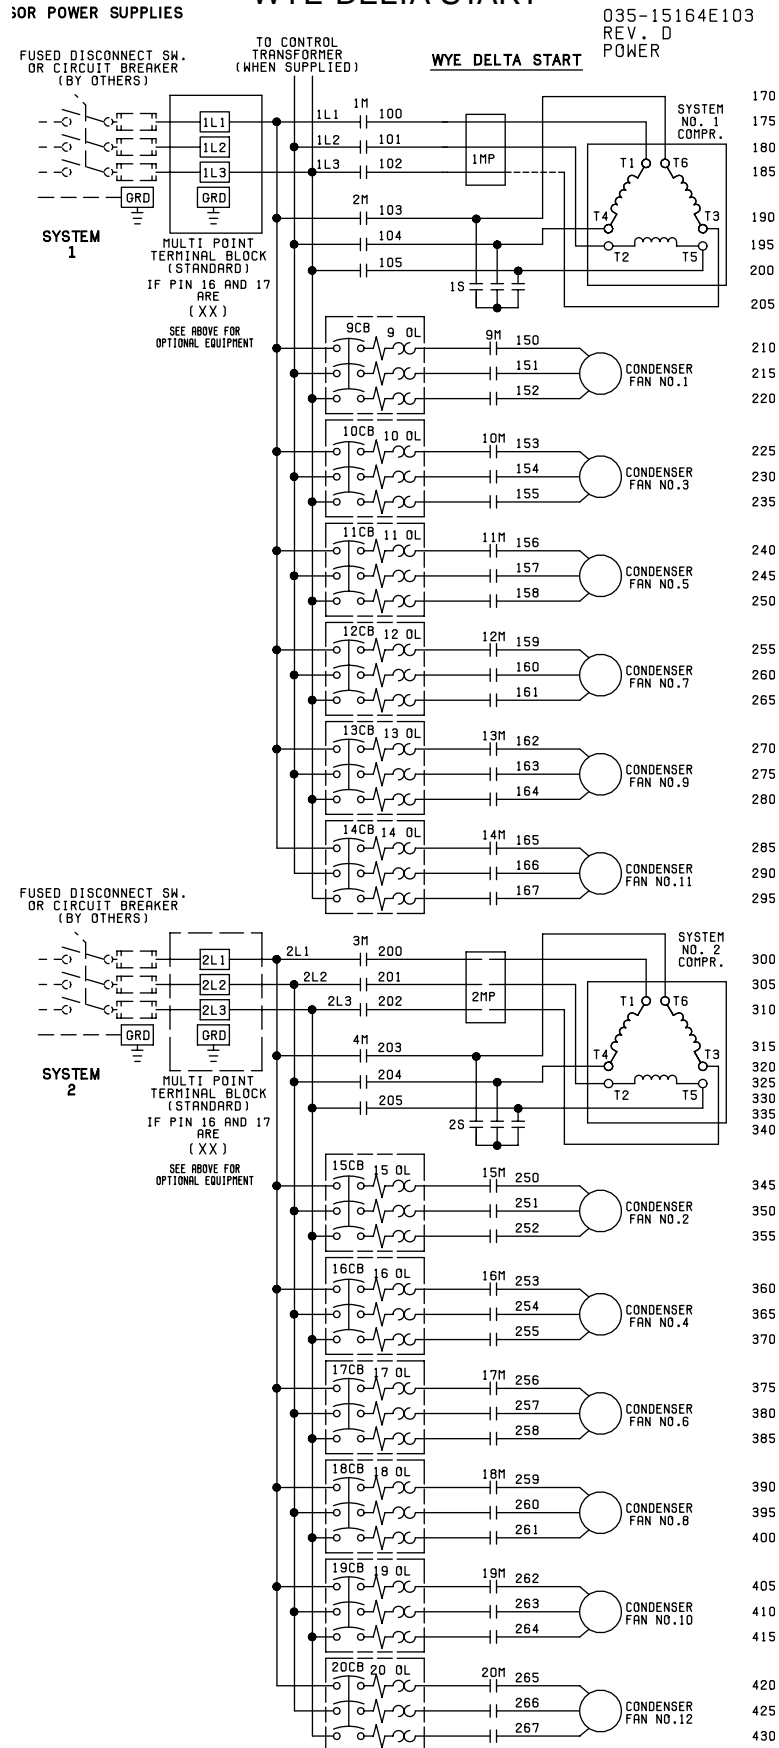 WYE DELTA START
SOR POWER SUPPLIES
035-15164E103
REV. D
POWER
TO CONTROL
TRANSFORMER
(WHEN SUPPLIED)
WYE DELTA START
FUSED DISCONNECT SW.
OR CIRCUIT BREAKER
(BY OTHERS)
170
1L1 1L1 1M 100 175
1L2 1L2 101 180
1L3 1L3 102 1MP 185
SYSTEM
NO. 1
COMPR.
T1 T6
GRD GRD
2M 103 190
T4 T3
104 195
T2 T5
105 200
1S
205
SYSTEM
1
MULTI POINT
TERMINAL BLOCK
(STANDARD)
IF PIN 16 AND 17
ARE
(XX)
SEE ABOVE FOR
OPTIONAL EQUIPMENT
9CB 9 OL 9M 150 210
151 CONDENSER 215
FAN NO.1
152 220
10CB 10 OL 10M 153 225
154 CONDENSER 230
FAN NO.3
155 235
11CB 11 OL 11M 156 240
157 CONDENSER 245
FAN NO.5
158 250
12CB 12 OL 12M 159 255
160 CONDENSER 260
FAN NO.7
161 265
13CB 13 OL 13M 162 270
163 CONDENSER 275
FAN NO.9
164 280
14CB 14 OL 14M 165 285
166 CONDENSER 290
FAN NO.11
167 295
FUSED DISCONNECT SW.
OR CIRCUIT BREAKER
(BY OTHERS)
SYSTEM
NO. 2
COMPR.
2L1 2L1 3M 200 300
2L2 2L2 201 305
2L3 2L3 202 2MP 310
T1 T6
GRD GRD
4M 203 315
T4 T3
320
204 325
T2 T5
330
205 335
2S
340
SYSTEM
2
MULTI POINT
TERMINAL BLOCK
(STANDARD)
IF PIN 16 AND 17
ARE
(XX)
SEE ABOVE FOR
OPTIONAL EQUIPMENT
15CB 15 OL 15M 250 345
251 CONDENSER 350
FAN NO.2
252 355
16CB 16 OL 16M 253 360
254 CONDENSER 365
FAN NO.4
255 370
17CB 17 OL 17M 256 375
257 CONDENSER 380
FAN NO.6
258 385
18CB 18 OL 18M 259 390
260 CONDENSER 395
FAN NO.8
261 400
19CB 19 OL 19M 262 405
263 CONDENSER 410
FAN NO.10
264 415
20CB 20 OL 20M 265 420
266 CONDENSER 425
FAN NO.12
267 430